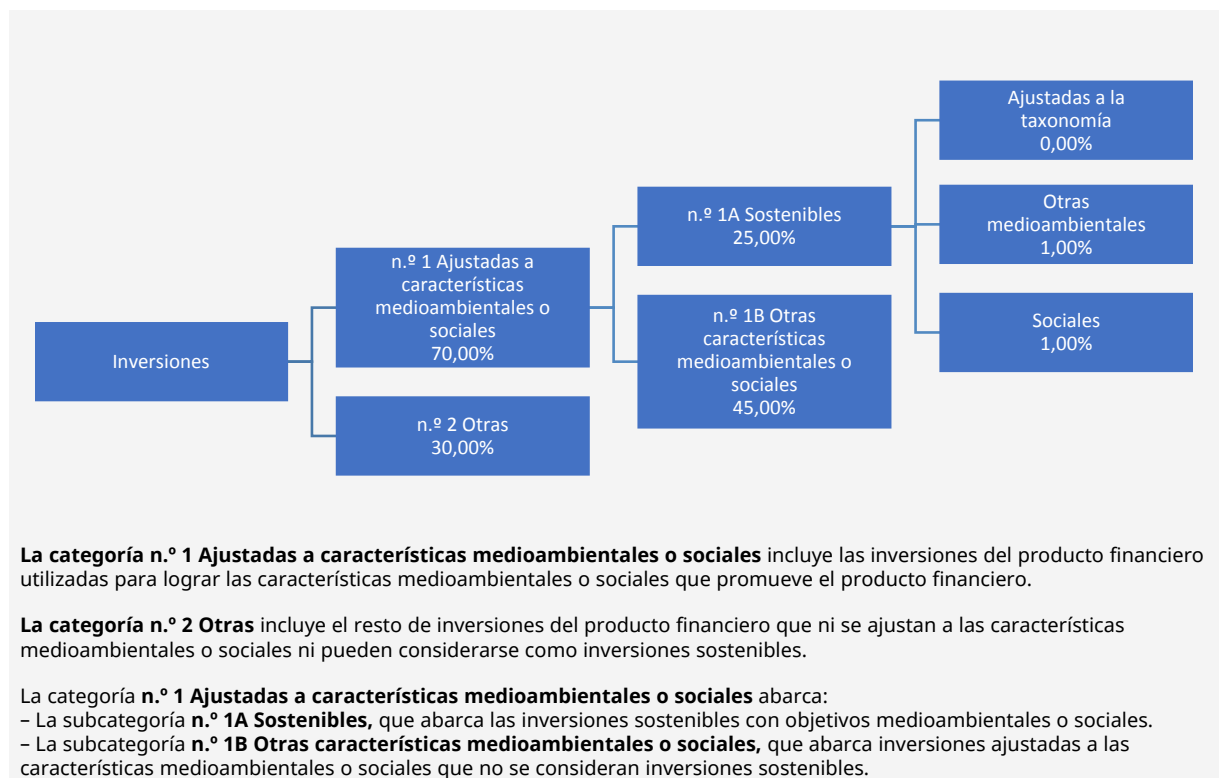 Inversiones
n.º 1 Ajustadas a
características
medioambientales o
sociales
70,00%
n.º 2 Otras
30,00%
n.º 1A Sostenibles
25,00%
n.º 1B Otras
características
medioambientales o
sociales
45,00%
Ajustadas a la
taxonomía
0,00%
Otras
medioambientales
1,00%
Sociales
1,00%
La categoría n.º 1 Ajustadas a características medioambientales o sociales incluye las inversiones del producto financiero
utilizadas para lograr las características medioambientales o sociales que promueve el producto financiero.
La categoría n.º 2 Otras incluye el resto de inversiones del producto financiero que ni se ajustan a las características
medioambientales o sociales ni pueden considerarse como inversiones sostenibles.
La categoría n.º 1 Ajustadas a características medioambientales o sociales abarca:
– La subcategoría n.º 1A Sostenibles, que abarca las inversiones sostenibles con objetivos medioambientales o sociales.
– La subcategoría n.º 1B Otras características medioambientales o sociales, que abarca inversiones ajustadas a las
características medioambientales o sociales que no se consideran inversiones sostenibles.